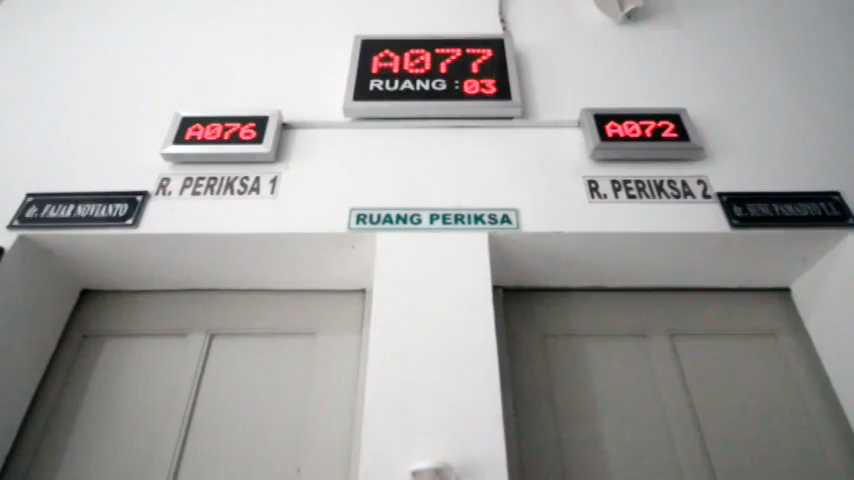 A077
RUANG : 03
A076
A072
R. PERIKSA 1
R. PERIKSA 2
dr. FAJAR NOVIANTO
RUANG PERIKSA